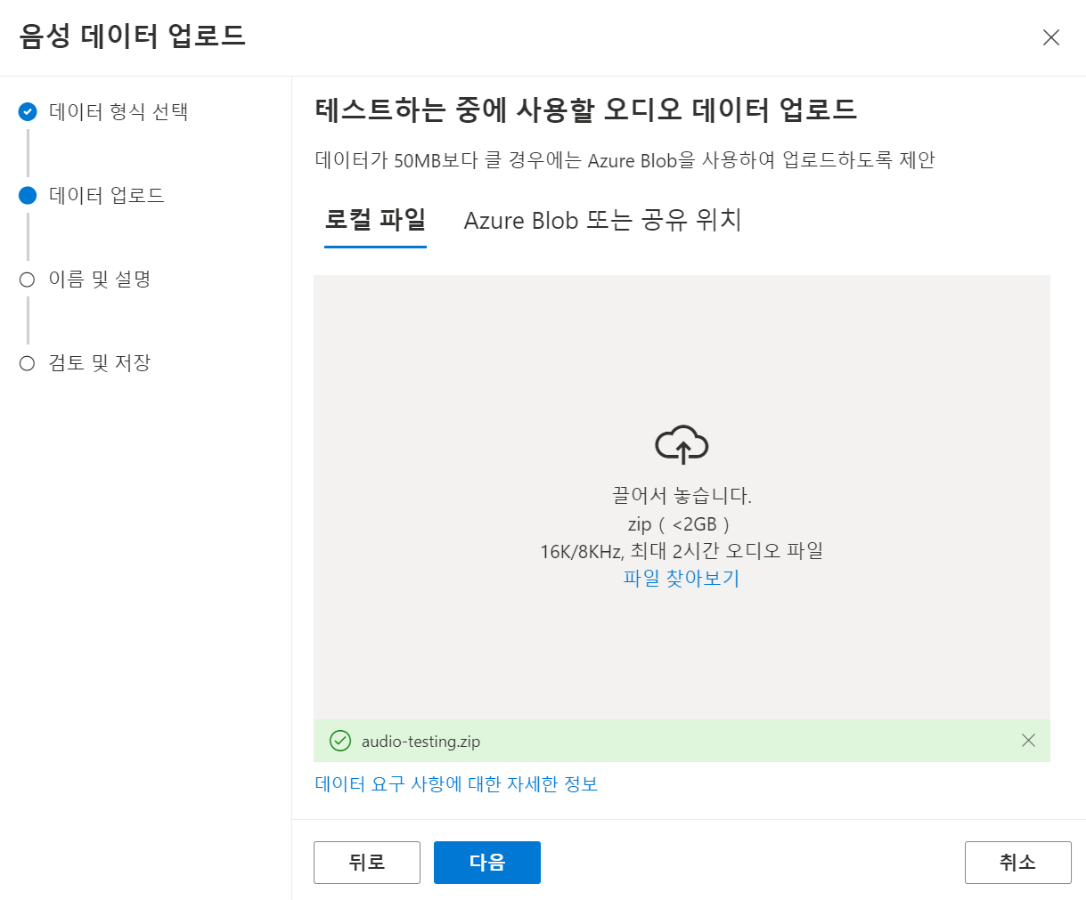 음성 데이터 업로드
데이터 형식 선택
데이터 업로드
이름 및 설명
검토 및 저장
테스트하는 중에 사용할 오디오 데이터 업로드
데이터가 50MB보다 클 경우에는 Azure Blob을 사용하여 업로드하도록 제안
로컬 파일
Azure Blob 또는 공유 위치
끌어서 놓습니다.
zip ( <2GB )
16K/8KHz, 최대 2시간 오디오 파일
파일 찾아보기
audio-testing.zip
데이터 요구 사항에 대한 자세한 정보
뒤로
다음
취소